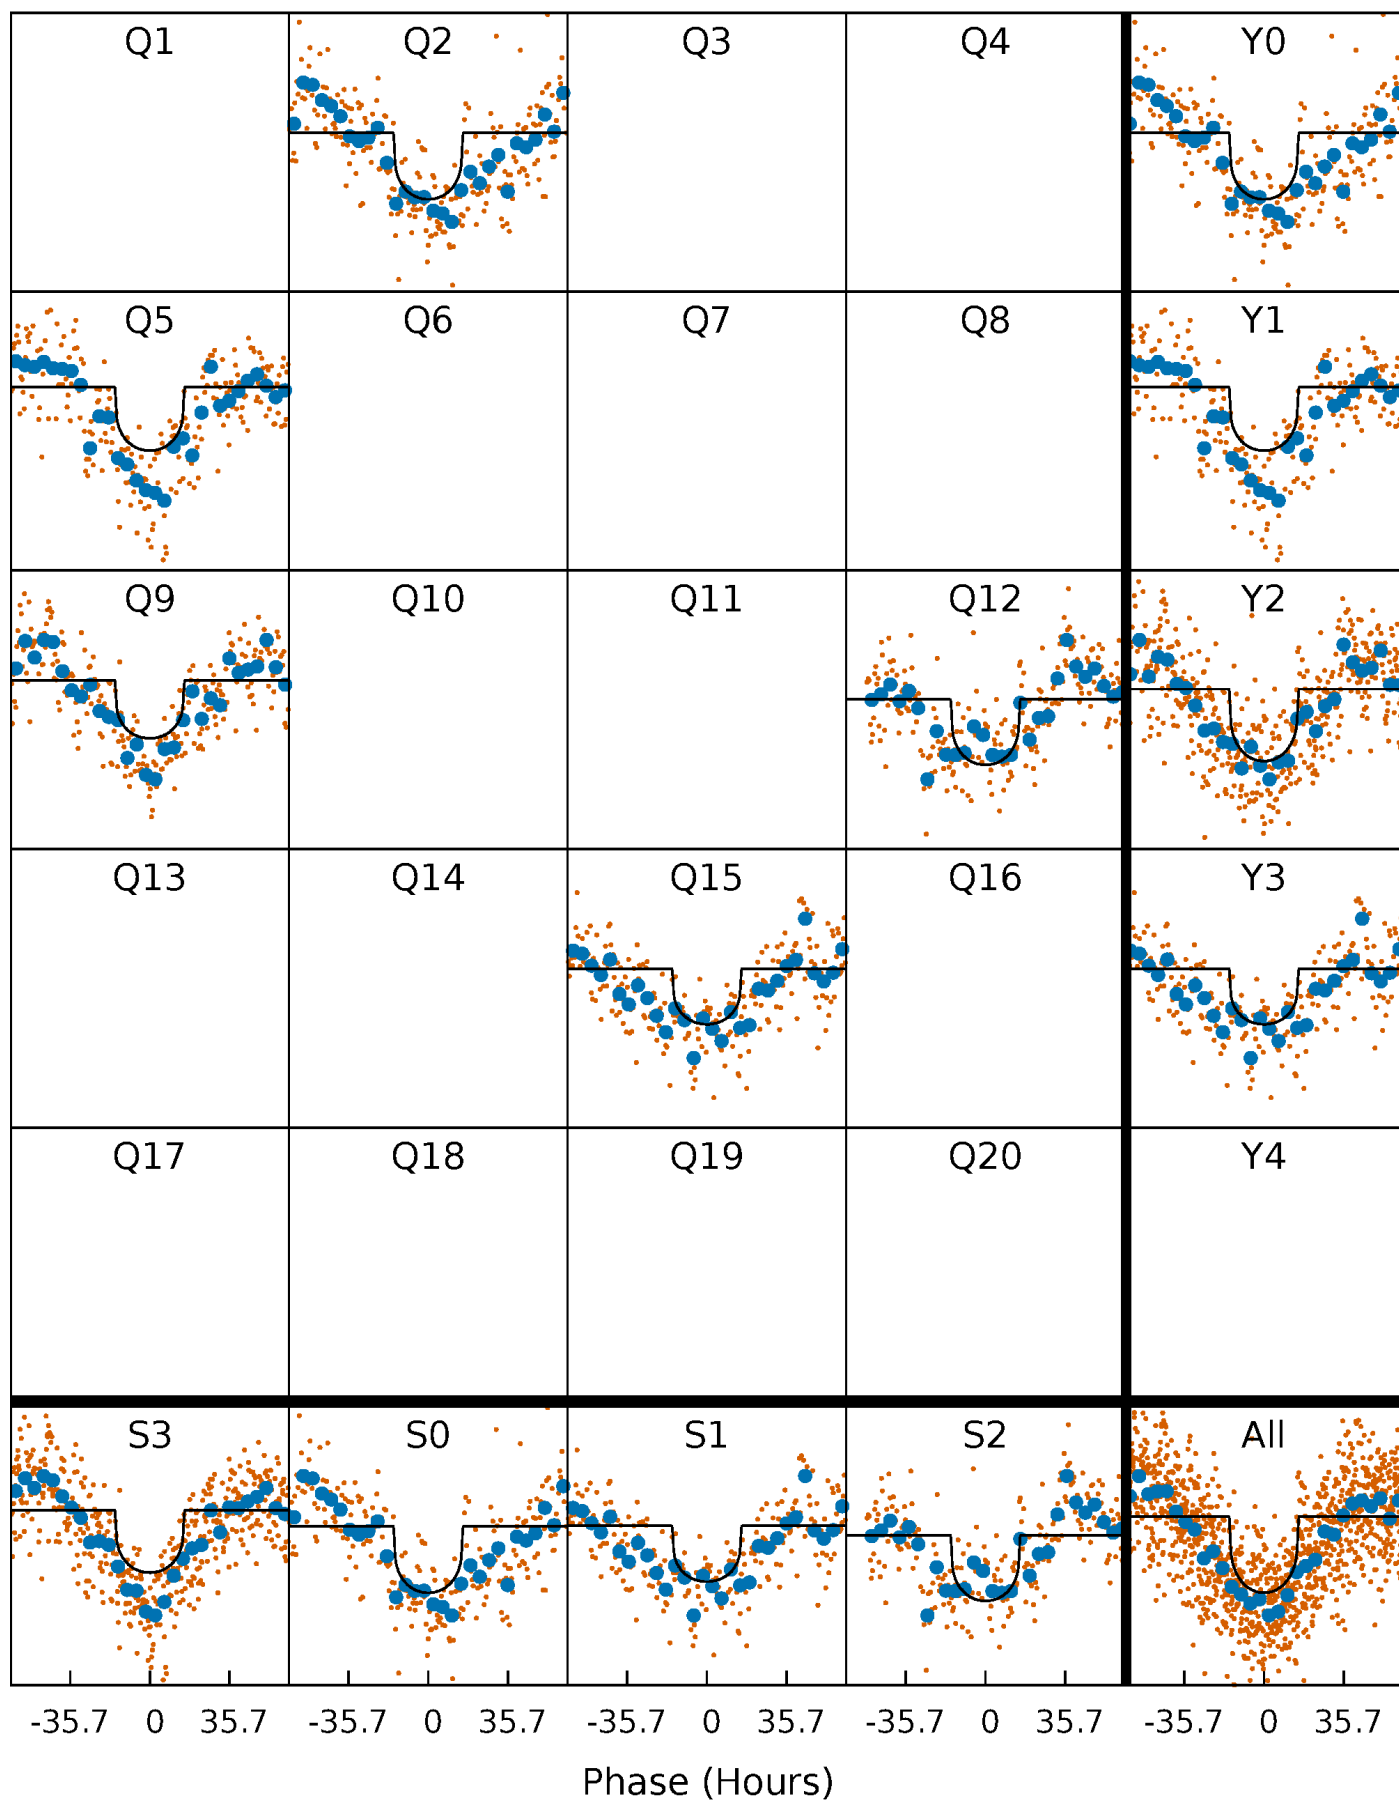 Q1 Q2 Q3 Q4 Y0
Q5 Q6 Q7 Q8 Y1
Q9 Q10 Q11 Q12 Y2
Q13 Q14 Q15 Q16 Y3
Q17 Q18 Q19 Q20 Y4
S3 S0 S1 S2 All
-35.7 0 35.7 -35.7 0 35.7 -35.7 0 35.7 -35.7 0 35.7 -35.7 0 35.7
Phase (Hours)